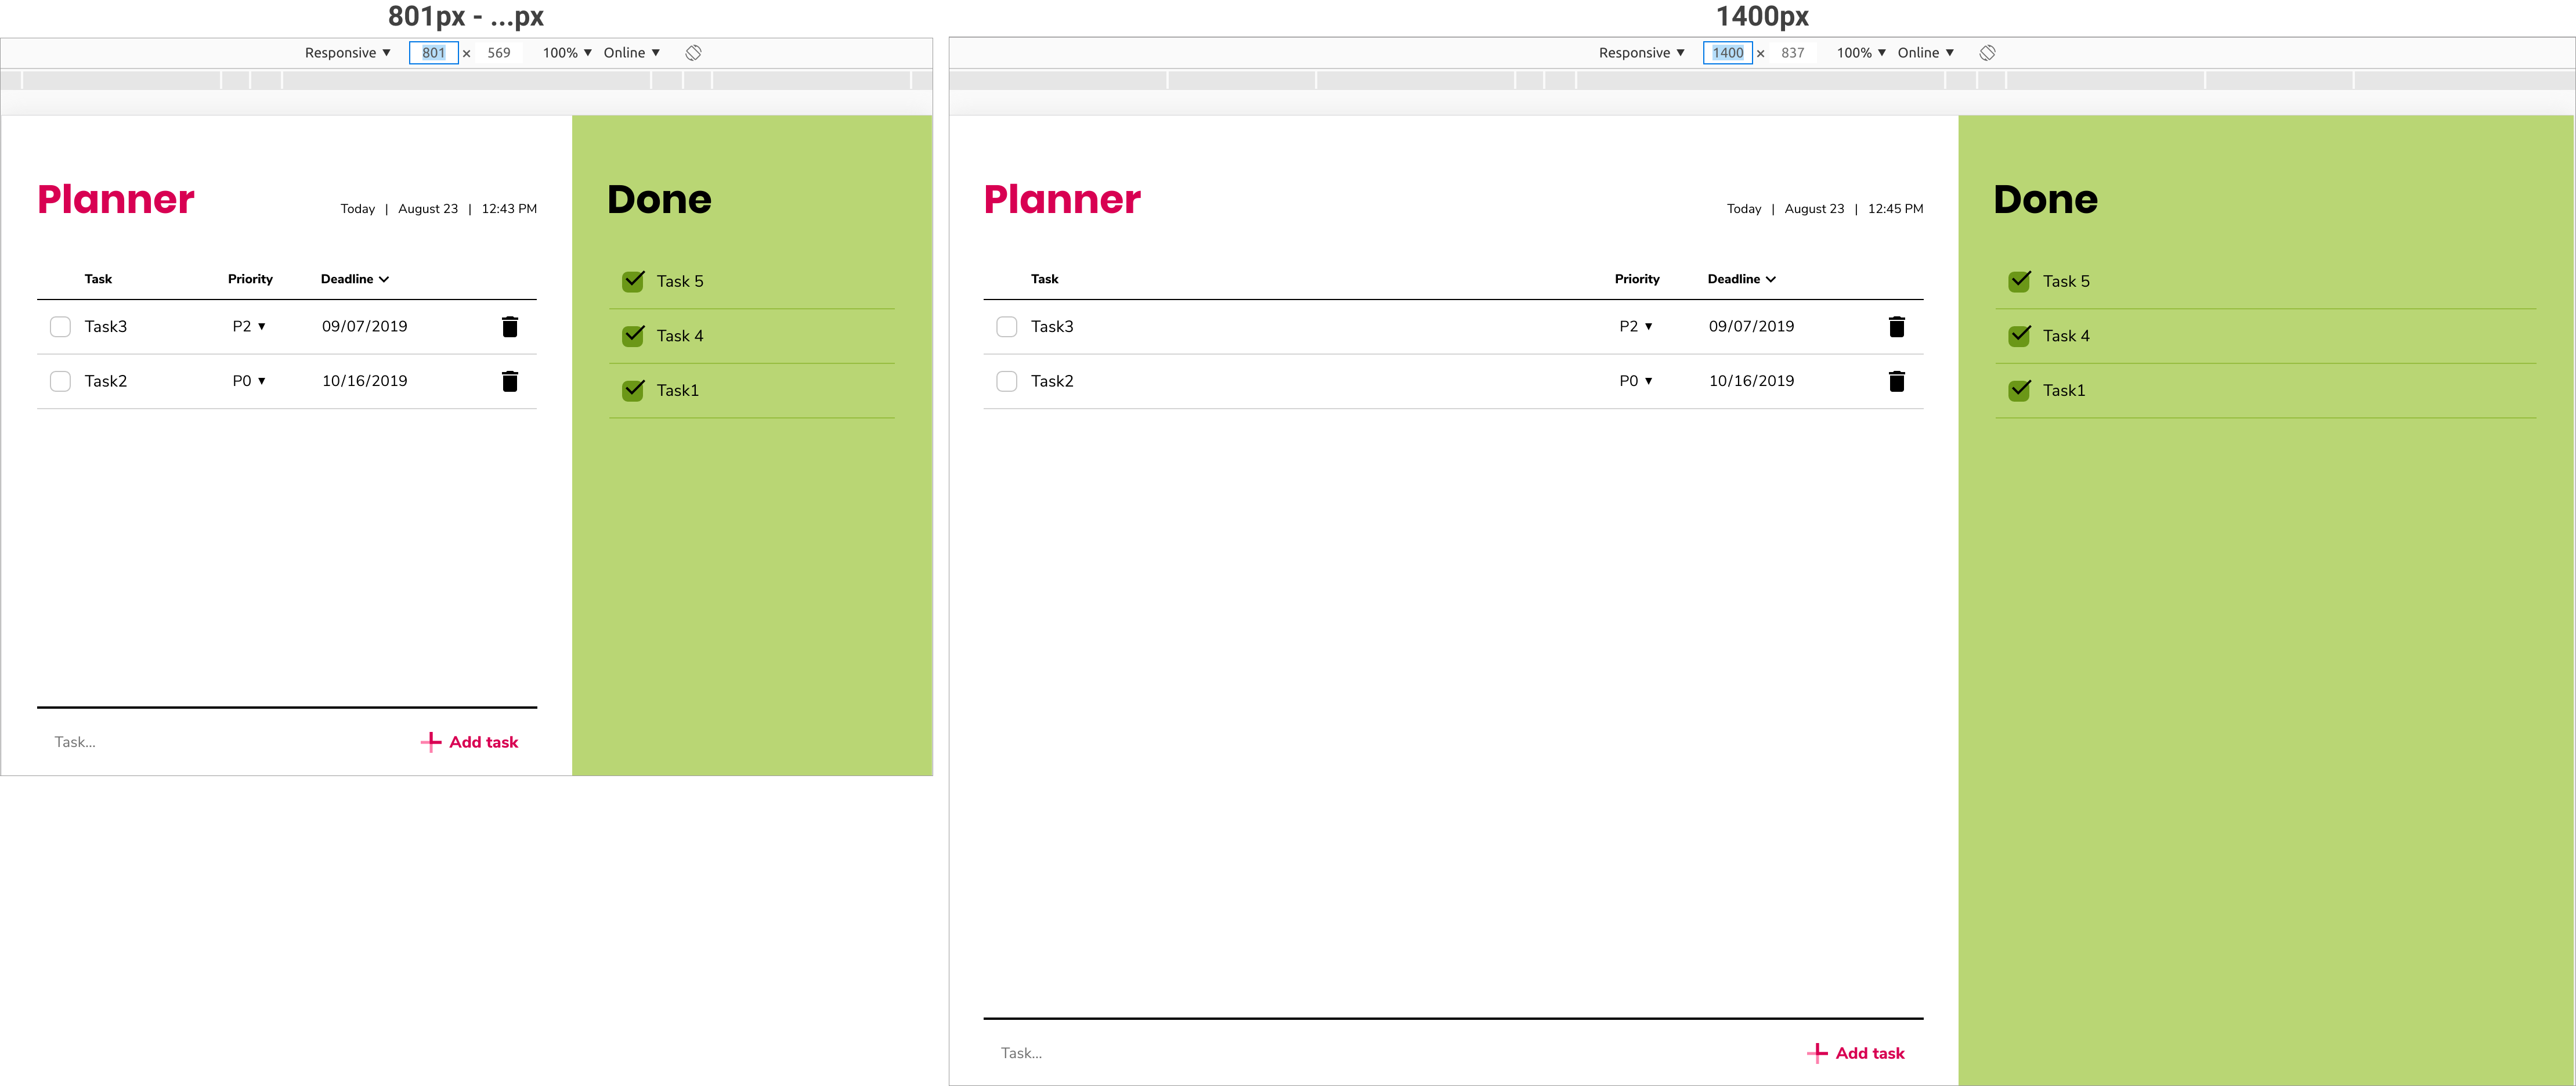 801px - ...px
Responsive ▼ 801 × 569 100% ▼ Online ▼
Planner
Today | August 23 | 12:43 PM
Task Priority Deadline
Task3 P2 ▼ 09/07/2019
Task2 P0 ▼ 10/16/2019
Task...
Add task
Done
Task 5
Task 4
Task1
1400px
Responsive ▼ 1400 × 837 100% ▼ Online ▼
Planner
Today | August 23 | 12:45 PM
Task Priority Deadline
Task3 P2 ▼ 09/07/2019
Task2 P0 ▼ 10/16/2019
Task...
Add task
Done
Task 5
Task 4
Task1